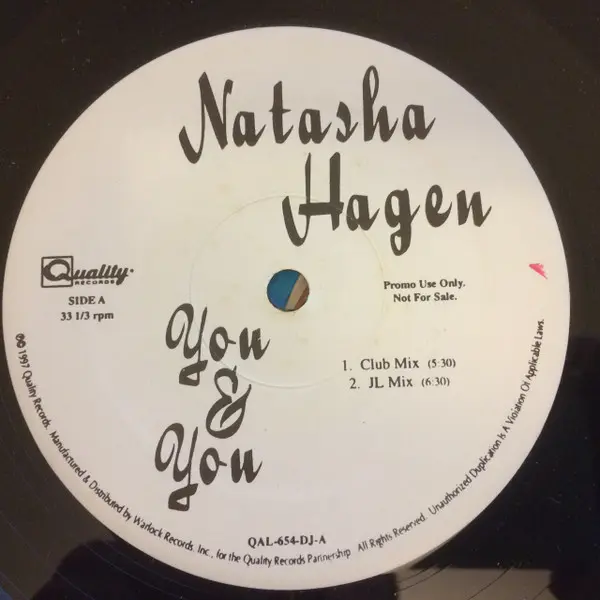 Natasha
Hagen
Quality
RECORDS
SIDE A
33 1/3 rpm
Promo Use Only.
Not For Sale.
You
&
You
1. Club Mix (5:30)
2. JL Mix (6:30)
QAL-654-DJ-A
℗© 1997 Quality Records. Manufactured & Distributed by Warlock Records, Inc., for the Quality Records Partnership. All Rights Reserved. Unauthorized Duplication Is A Violation Of Applicable Laws.